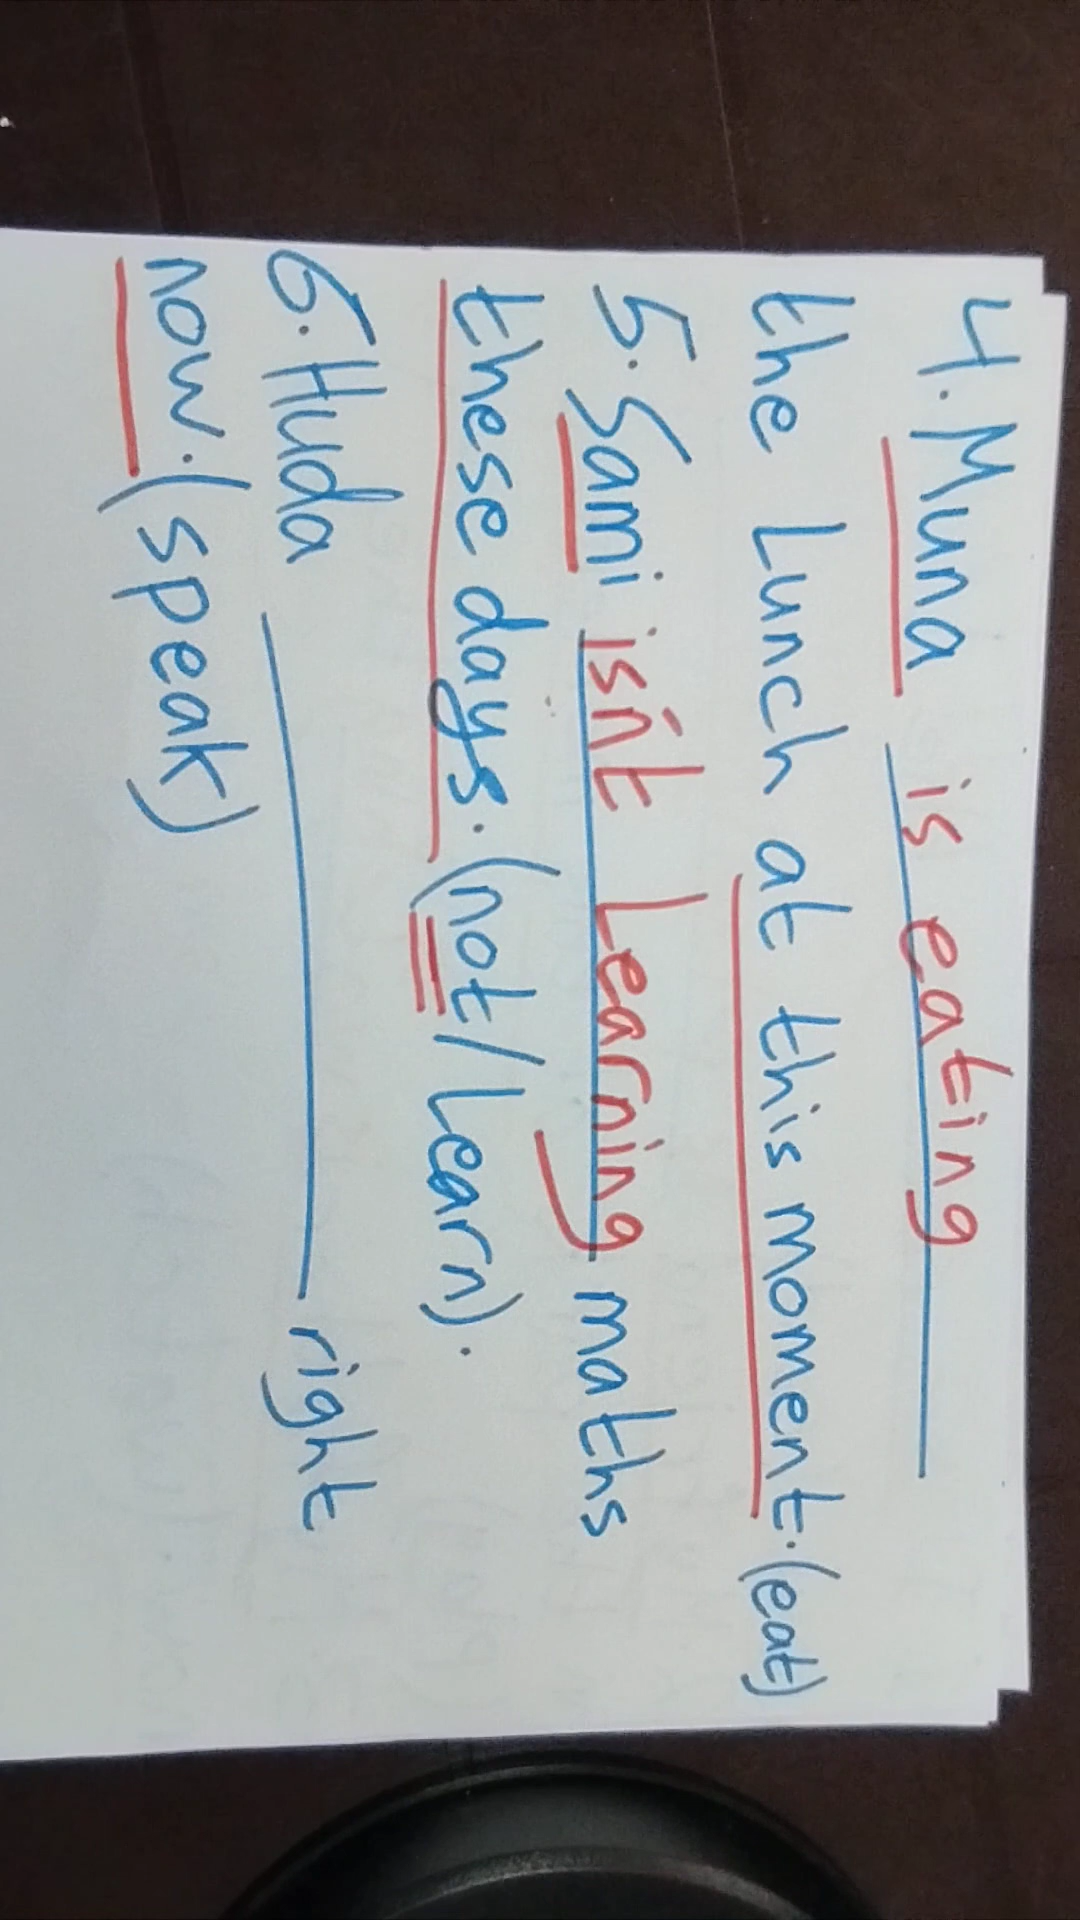 4. Muna is eating
the Lunch at this moment. (eat)
5. Sami isn't Learning maths
these days. (not/Learn).
6. Huda ________ right
now. (speak)